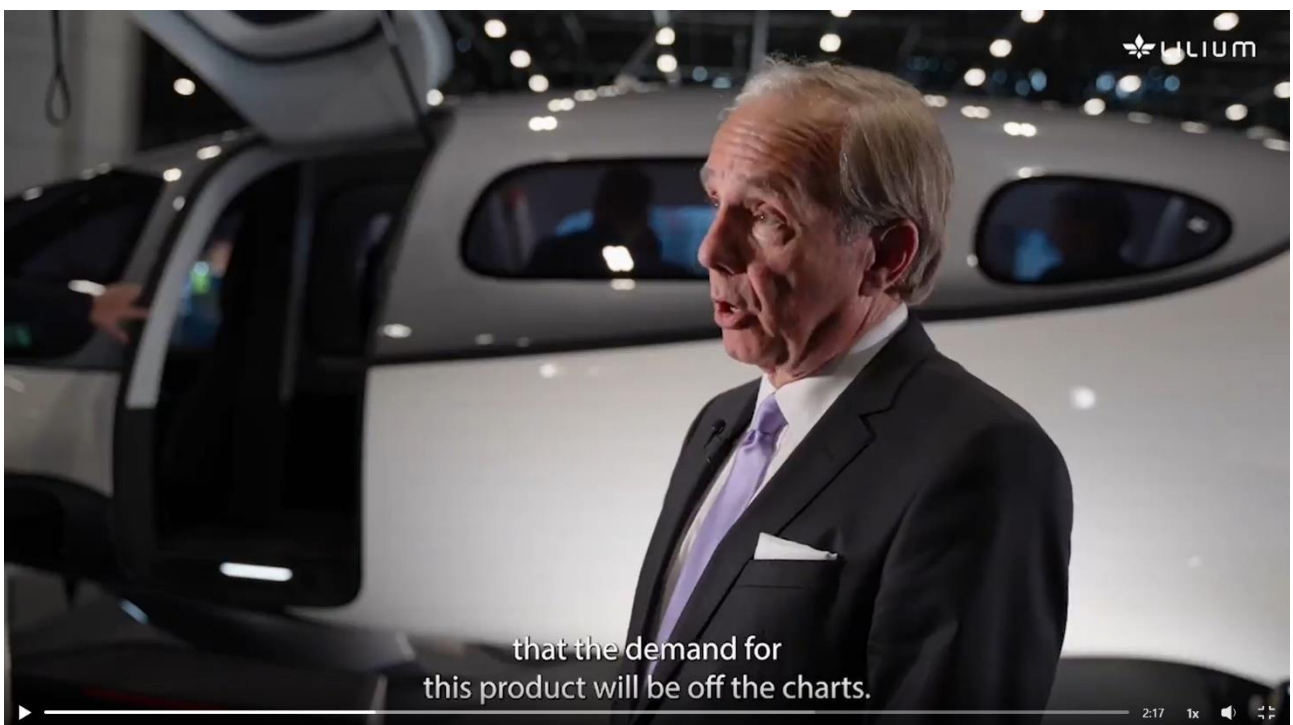 LILIUM
that the demand for
this product will be off the charts.
2:17
1x